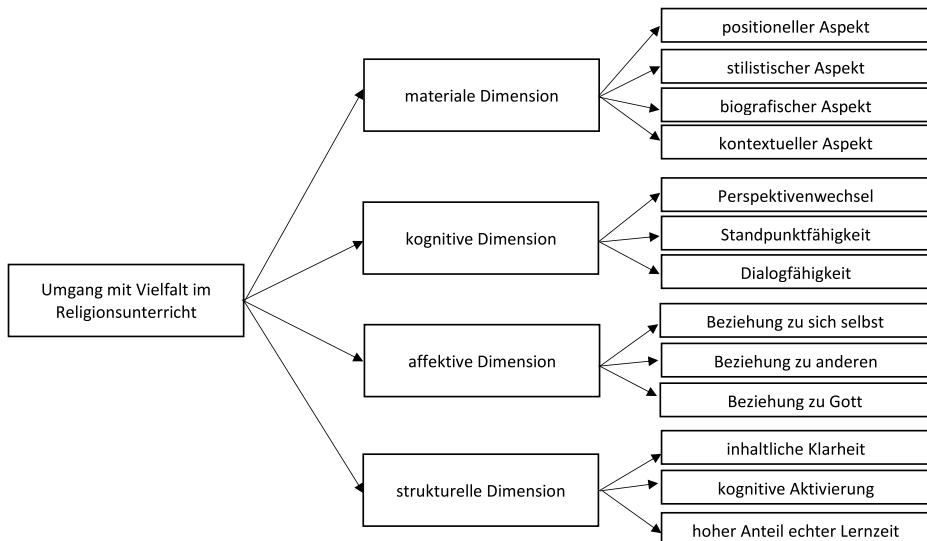 Umgang mit Vielfalt im
Religionsunterricht
materiale Dimension
positioneller Aspekt
stilistischer Aspekt
biografischer Aspekt
kontextueller Aspekt
kognitive Dimension
Perspektivenwechsel
Standpunktfähigkeit
Dialogfähigkeit
affektive Dimension
Beziehung zu sich selbst
Beziehung zu anderen
Beziehung zu Gott
strukturelle Dimension
inhaltliche Klarheit
kognitive Aktivierung
hoher Anteil echter Lernzeit